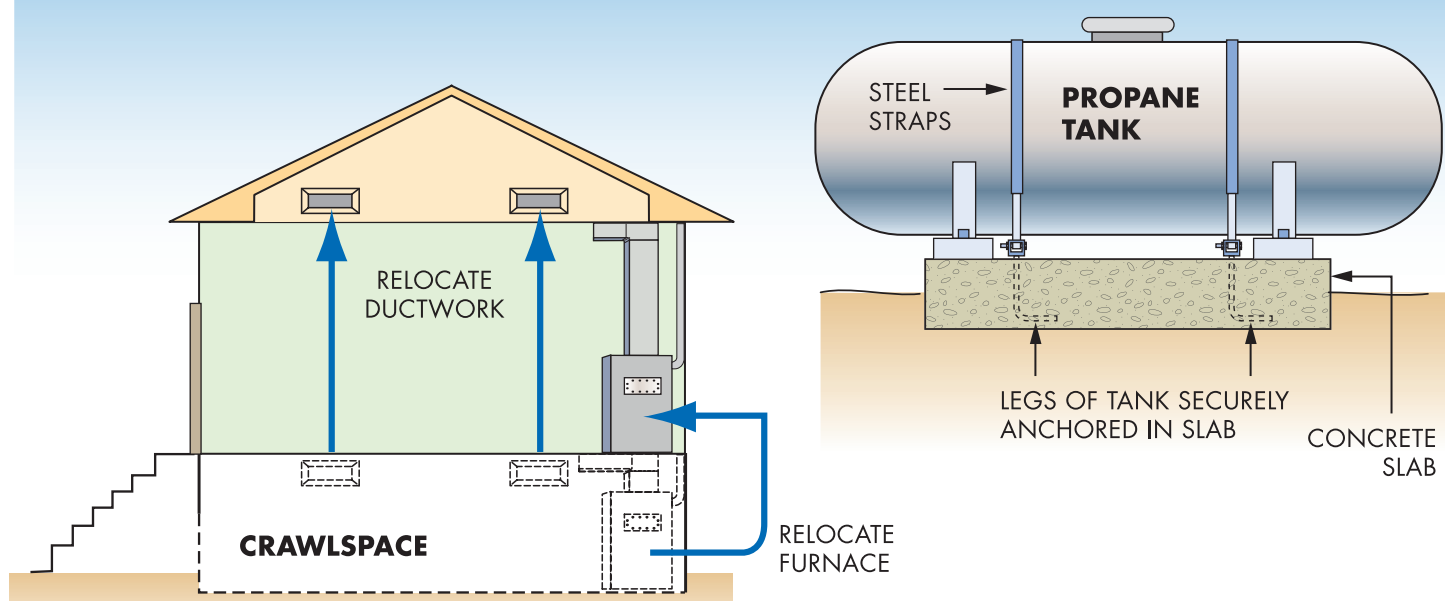 RELOCATE
DUCTWORK
CRAWLSPACE
RELOCATE
FURNACE
STEEL
STRAPS
PROPANE
TANK
LEGS OF TANK SECURELY
ANCHORED IN SLAB
CONCRETE
SLAB